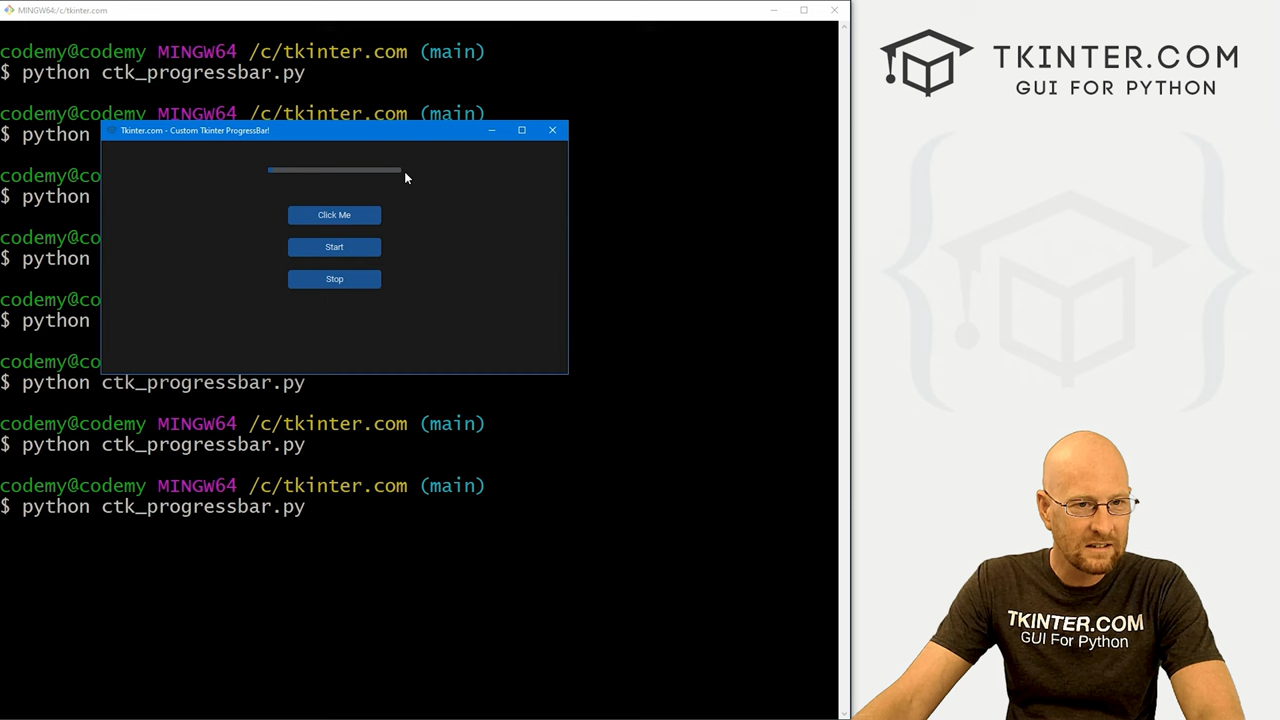 MINGW64:/c/tkinter.com
codemy@codemy MINGW64 /c/tkinter.com (main)
$ python ctk_progressbar.py
codemy@codemy MINGW64 /c/tkinter.com (main)
$ python
Tkinter.com - Custom Tkinter ProgressBar!
codemy@co
$ python
Click Me
codemy@co
Start
$ python
Stop
codemy@co
$ python
codemy@co
$ python ctk_progressbar.py
codemy@codemy MINGW64 /c/tkinter.com (main)
$ python ctk_progressbar.py
codemy@codemy MINGW64 /c/tkinter.com (main)
$ python ctk_progressbar.py
TKINTER.COM
GUI FOR PYTHON
TKINTER.COM
GUI For Python